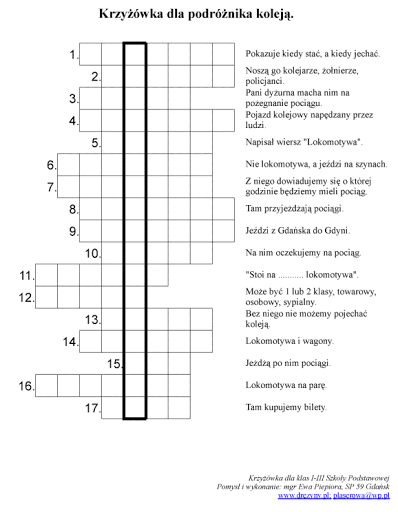 Krzyżówka dla podróżnika koleją.
1. Pokazuje kiedy stać, a kiedy jechać.
2. Noszą go kolejarze, żołnierze,
policjanci.
3. Pani dyżurna macha nim na
pożegnanie pociągu.
4. Pojazd kolejowy napędzany przez
ludzi.
5. Napisał wiersz "Lokomotywa".
6. Nie lokomotywa, a jeździ na szynach.
7. Z niego dowiadujemy się o której
godzinie będziemy mieli pociąg.
8. Tam przyjeżdżają pociągi.
9. Jeździ z Gdańska do Gdyni.
10. Na nim oczekujemy na pociąg.
11. "Stoi na ........... lokomotywa".
12. Może być 1 lub 2 klasy, towarowy,
osobowy, sypialny.
13. Bez niego nie możemy pojechać
koleją.
14. Lokomotywa i wagony.
15. Jeżdżą po nim pociągi.
16. Lokomotywa na parę.
17. Tam kupujemy bilety.
Krzyżówka dla klas I-III Szkoły Podstawowej
Pomysł i wykonanie: mgr Ewa Piepiora, SP 59 Gdańsk
www.drezyny.pl; plaserowa@wp.pl